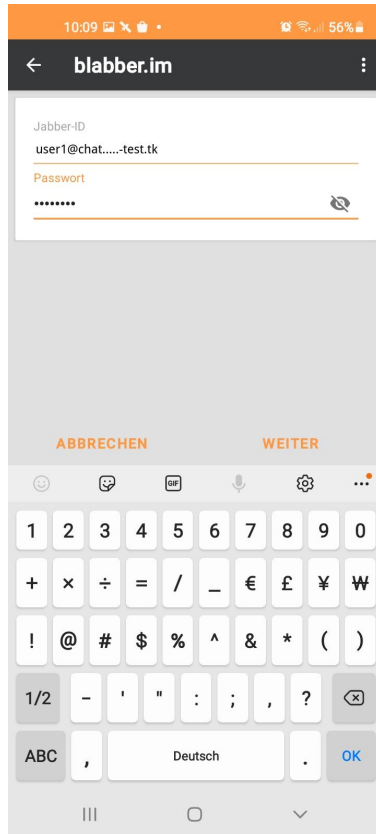 10:09 56%
blabber.im
Jabber-ID
user1@chat.....-test.tk
Passwort
••••••••
ABBRECHEN WEITER
GIF
1 2 3 4 5 6 7 8 9 0
+ × ÷ = / _ € £ ¥ ₩
! @ # $ % ^ & * ( )
1/2 - ' " : ; , ?
ABC , Deutsch . OK